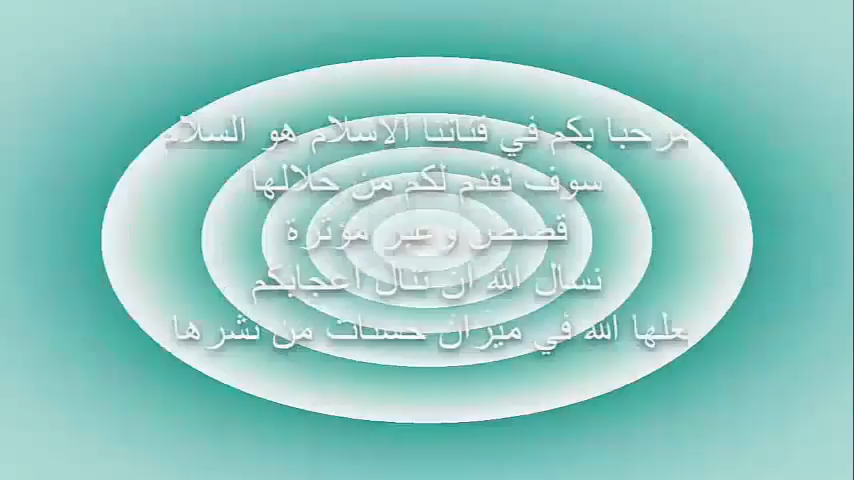 مرحبا بكم في قناتنا الاسلام هو السلام
سوف نقدم لكم من خلالها
قصص وعبر مؤثرة
نسال الله ان تنال اعجابكم
جعلها الله في ميزان حسنات من نشرها